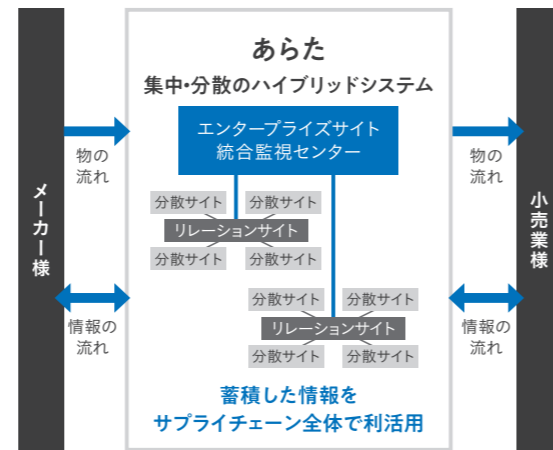 あらた
集中・分散のハイブリッドシステム
エンタープライズサイト
統合監視センター
物の
流れ
物の
流れ
メーカー様
小売業様
分散サイト 分散サイト
リレーションサイト
分散サイト 分散サイト
分散サイト 分散サイト
リレーションサイト
分散サイト 分散サイト
情報の
流れ
情報の
流れ
蓄積した情報を
サプライチェーン全体で利活用